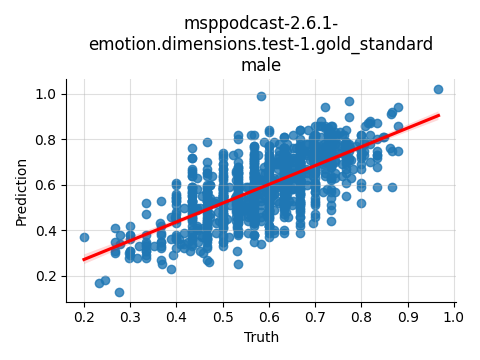 msppodcast-2.6.1-
emotion.dimensions.test-1.gold_standard
male
Prediction
1.0
0.8
0.6
0.4
0.2
0.2 0.3 0.4 0.5 0.6 0.7 0.8 0.9 1.0
Truth